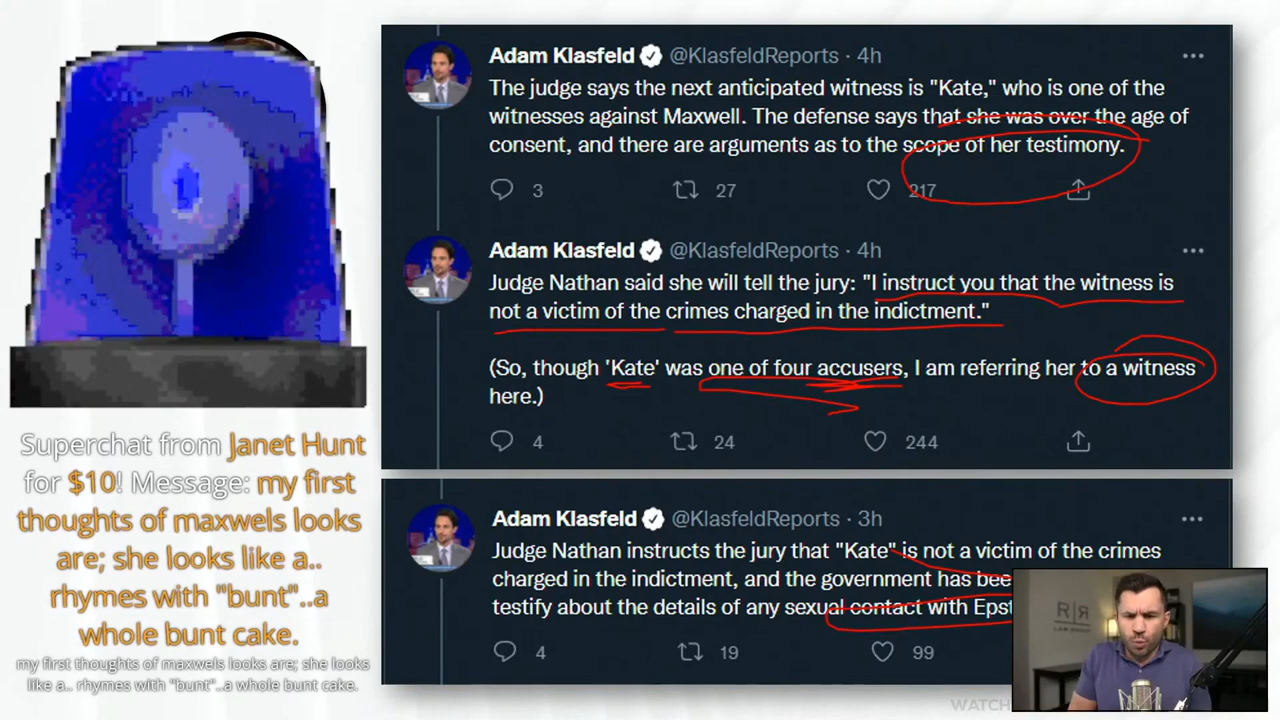 Adam Klasfeld @KlasfeldReports · 4h
The judge says the next anticipated witness is "Kate," who is one of the
witnesses against Maxwell. The defense says that she was over the age of
consent, and there are arguments as to the scope of her testimony.
3 27 217
Adam Klasfeld @KlasfeldReports · 4h
Judge Nathan said she will tell the jury: "I instruct you that the witness is
not a victim of the crimes charged in the indictment."
(So, though 'Kate' was one of four accusers, I am referring her to a witness
here.)
4 24 244
Adam Klasfeld @KlasfeldReports · 3h
Judge Nathan instructs the jury that "Kate" is not a victim of the crimes
charged in the indictment, and the government has
testify about the details of any sexual contact with
4 19 99
Superchat from Janet Hunt
for $10! Message: my first
thoughts of maxwels looks
are; she looks like a..
rhymes with "bunt"..a
whole bunt cake.
my first thoughts of maxwels looks are; she looks
like a.. rhymes with "bunt"..a whole bunt cake.
R|R
LAW GROUP
WATCH